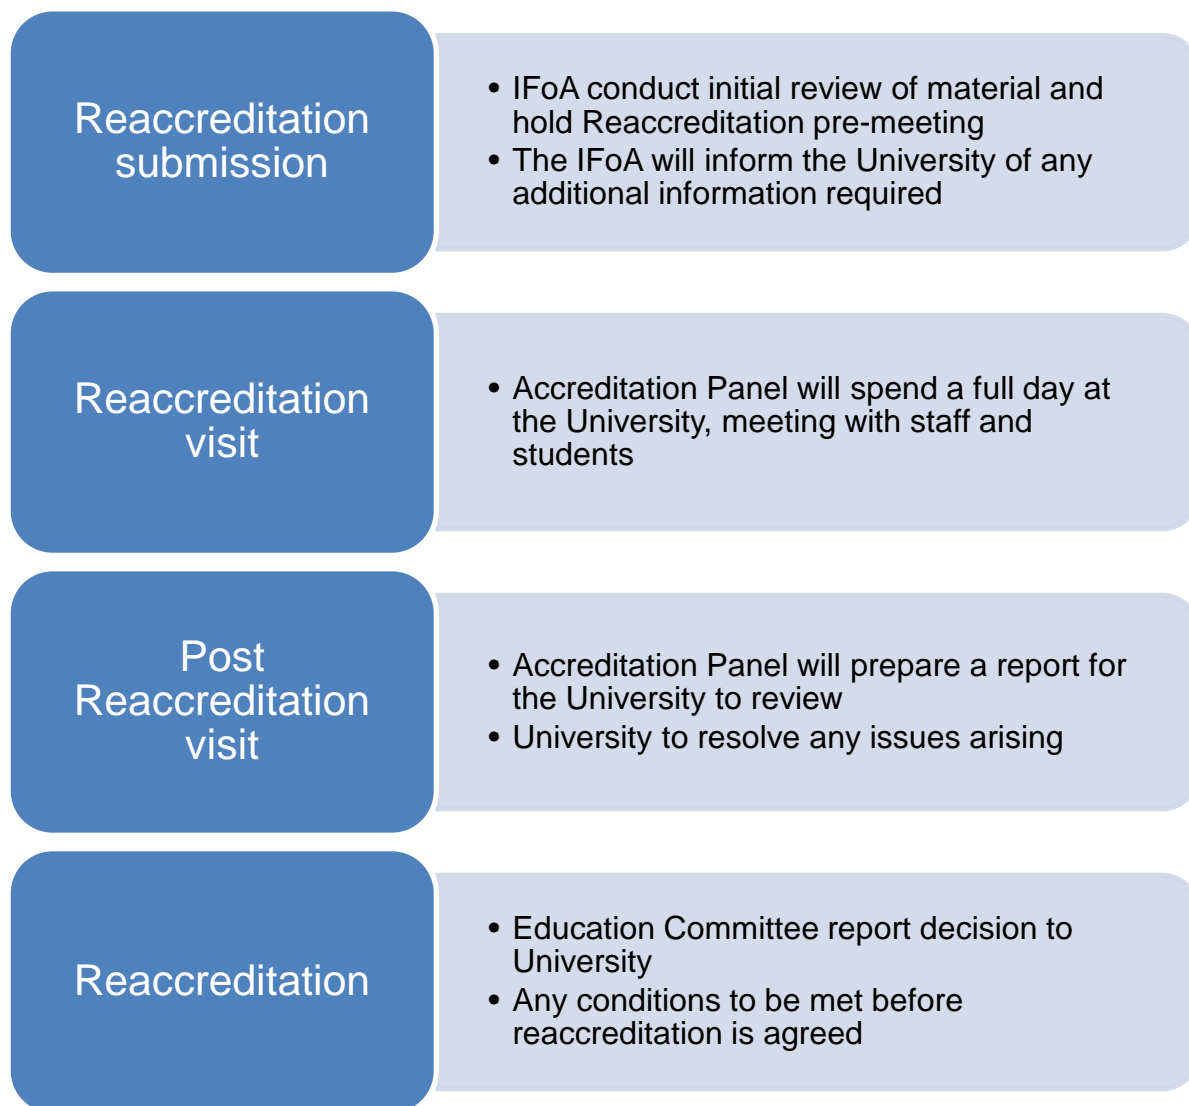 Reaccreditation
submission
• IFoA conduct initial review of material and
hold Reaccreditation pre-meeting
• The IFoA will inform the University of any
additional information required
Reaccreditation
visit
• Accreditation Panel will spend a full day at
the University, meeting with staff and
students
Post
Reaccreditation
visit
• Accreditation Panel will prepare a report for
the University to review
• University to resolve any issues arising
Reaccreditation
• Education Committee report decision to
University
• Any conditions to be met before
reaccreditation is agreed